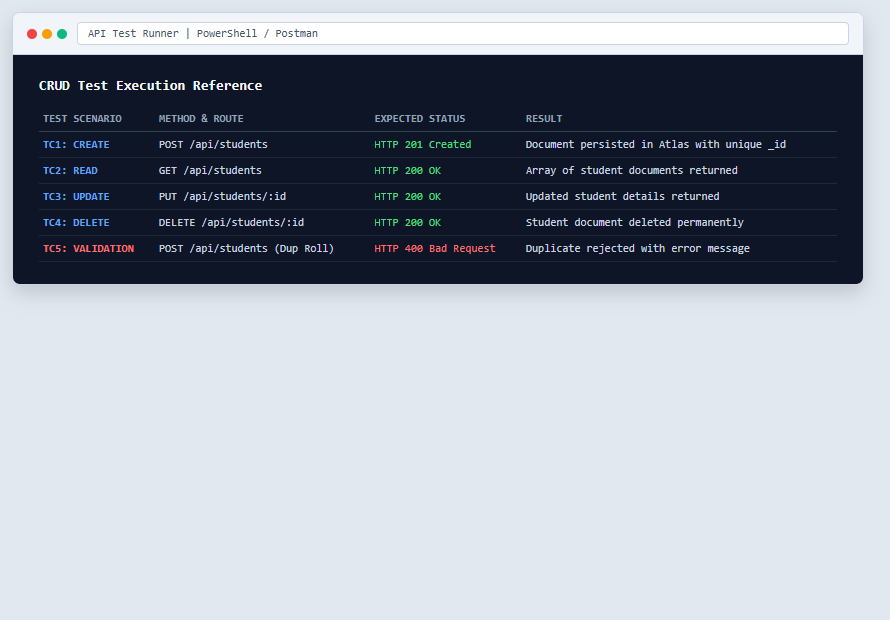 API Test Runner | PowerShell / Postman
CRUD Test Execution Reference
TEST SCENARIO METHOD & ROUTE EXPECTED STATUS RESULT
TC1: CREATE POST /api/students HTTP 201 Created Document persisted in Atlas with unique _id
TC2: READ GET /api/students HTTP 200 OK Array of student documents returned
TC3: UPDATE PUT /api/students/:id HTTP 200 OK Updated student details returned
TC4: DELETE DELETE /api/students/:id HTTP 200 OK Student document deleted permanently
TC5: VALIDATION POST /api/students (Dup Roll) HTTP 400 Bad Request Duplicate rejected with error message